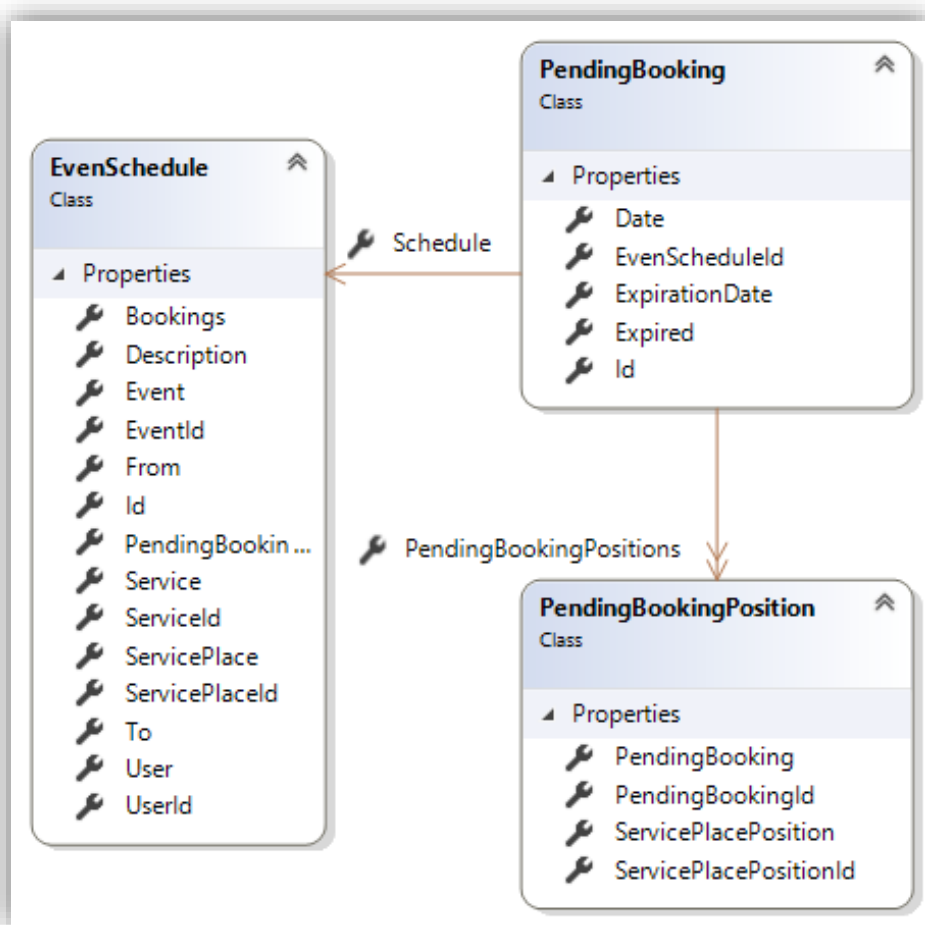 PendingBooking
Class
Properties
Date
EvenScheduleId
ExpirationDate
Expired
Id
EvenSchedule
Class
Properties
Bookings
Description
Event
EventId
From
Id
PendingBookin ...
Service
ServiceId
ServicePlace
ServicePlaceId
To
User
UserId
Schedule
PendingBookingPositions
PendingBookingPosition
Class
Properties
PendingBooking
PendingBookingId
ServicePlacePosition
ServicePlacePositionId